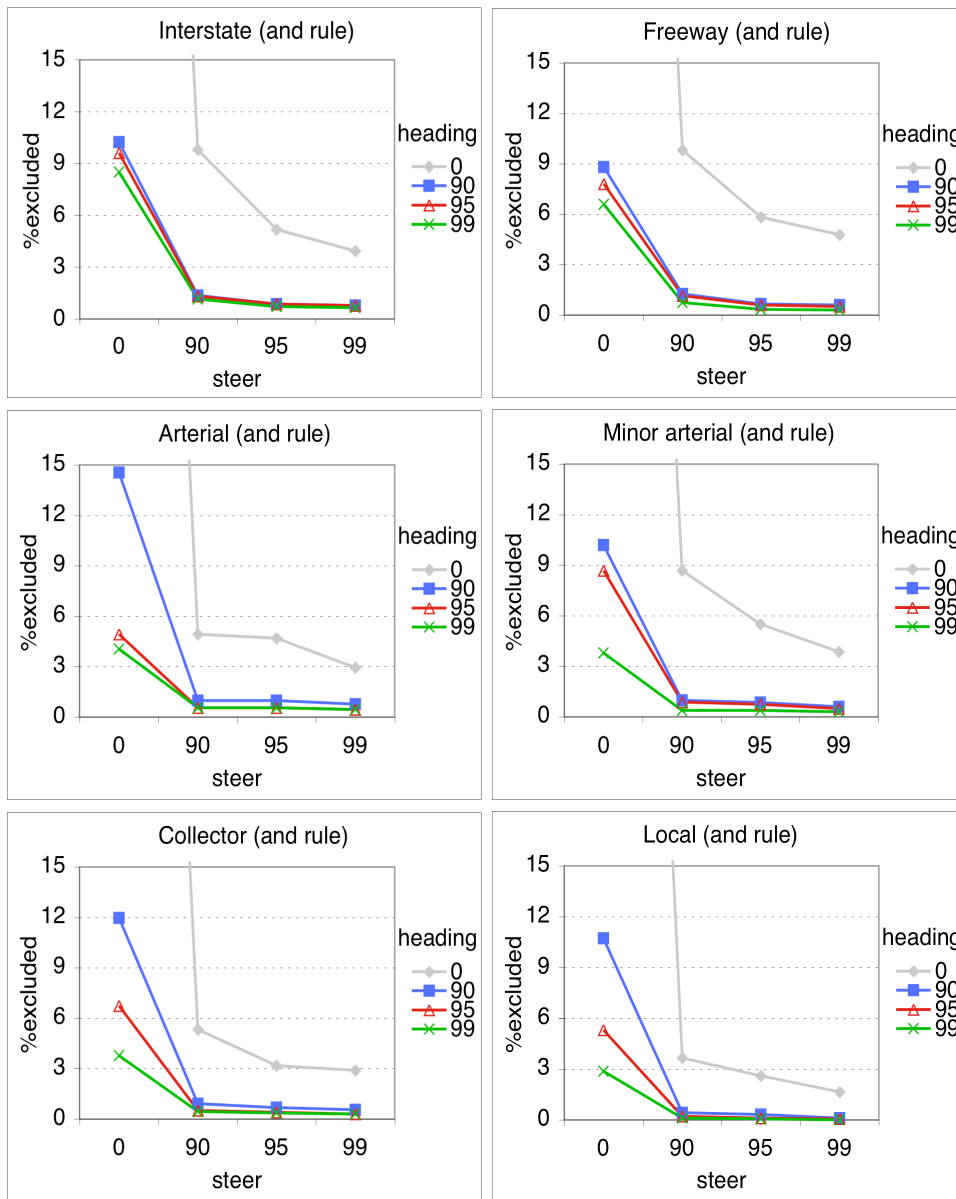 Interstate (and rule)
15
12
9
6
3
0
%excluded
0 90 95 99
steer
heading
0
90
95
99
Freeway (and rule)
15
12
9
6
3
0
%excluded
0 90 95 99
steer
heading
0
90
95
99
Arterial (and rule)
15
12
9
6
3
0
%excluded
0 90 95 99
steer
heading
0
90
95
99
Minor arterial (and rule)
15
12
9
6
3
0
%excluded
0 90 95 99
steer
heading
0
90
95
99
Collector (and rule)
15
12
9
6
3
0
%excluded
0 90 95 99
steer
heading
0
90
95
99
Local (and rule)
15
12
9
6
3
0
%excluded
0 90 95 99
steer
heading
0
90
95
99